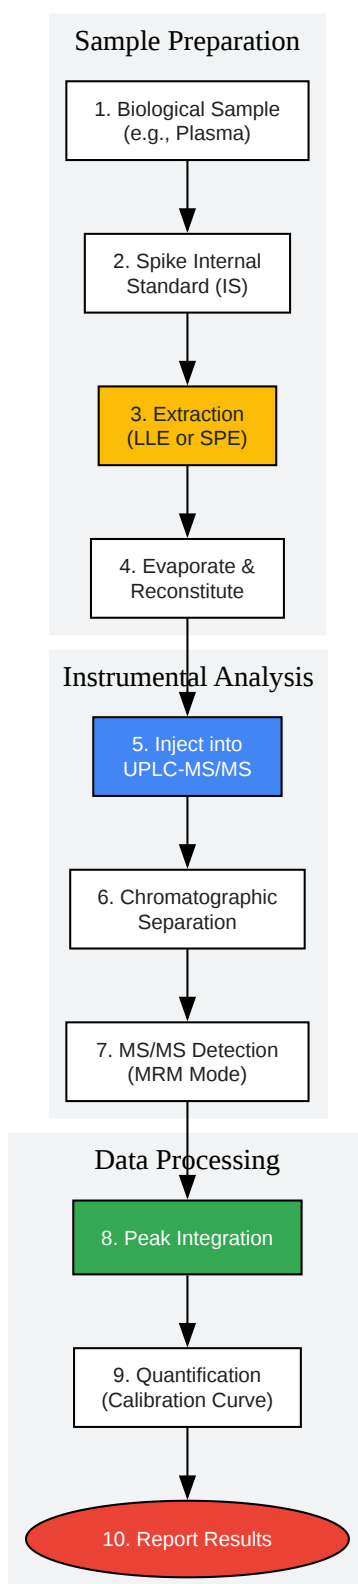 Sample Preparation
1. Biological Sample
(e.g., Plasma)
2. Spike Internal
Standard (IS)
3. Extraction
(LLE or SPE)
4. Evaporate &
Reconstitute
Instrumental Analysis
5. Inject into
UPLC-MS/MS
6. Chromatographic
Separation
7. MS/MS Detection
(MRM Mode)
Data Processing
8. Peak Integration
9. Quantification
(Calibration Curve)
10. Report Results